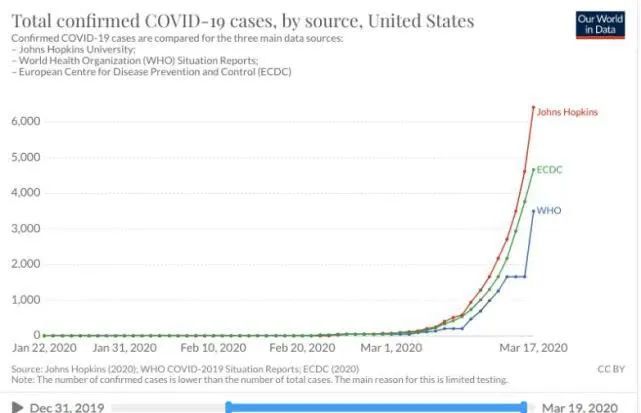 Total confirmed COVID-19 cases, by source, United States
Our World
in Data
Confirmed COVID-19 cases are compared for the three main data sources:
– Johns Hopkins University;
– World Health Organization (WHO) Situation Reports;
– European Centre for Disease Prevention and Control (ECDC)
6,000
5,000
4,000
3,000
2,000
1,000
0
Johns Hopkins
ECDC
WHO
Jan 22, 2020
Jan 31, 2020
Feb 10, 2020
Feb 20, 2020
Mar 1, 2020
Mar 17, 2020
Source: Johns Hopkins (2020); WHO COVID-2019 Situation Reports; ECDC (2020)
CC BY
Note: The number of confirmed cases is lower than the number of total cases. The main reason for this is limited testing.
Dec 31, 2019
Mar 19, 2020